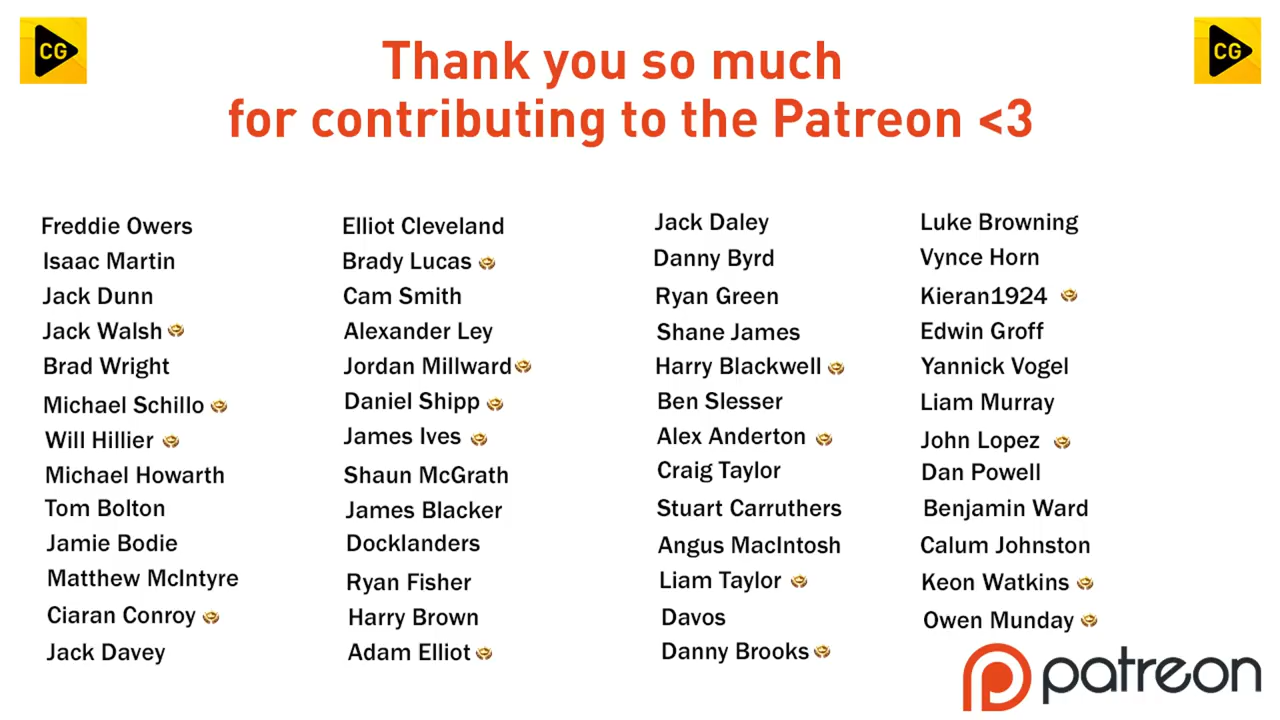 CG
CG
Thank you so much
for contributing to the Patreon <3
Freddie Owers
Isaac Martin
Jack Dunn
Jack Walsh
Brad Wright
Michael Schillo
Will Hillier
Michael Howarth
Tom Bolton
Jamie Bodie
Matthew McIntyre
Ciaran Conroy
Jack Davey
Elliot Cleveland
Brady Lucas
Cam Smith
Alexander Ley
Jordan Millward
Daniel Shipp
James Ives
Shaun McGrath
James Blacker
Docklanders
Ryan Fisher
Harry Brown
Adam Elliot
Jack Daley
Danny Byrd
Ryan Green
Shane James
Harry Blackwell
Ben Slesser
Alex Anderton
Craig Taylor
Stuart Carruthers
Angus MacIntosh
Liam Taylor
Davos
Danny Brooks
Luke Browning
Vynce Horn
Kieran1924
Edwin Groff
Yannick Vogel
Liam Murray
John Lopez
Dan Powell
Benjamin Ward
Calum Johnston
Keon Watkins
Owen Munday
patreon